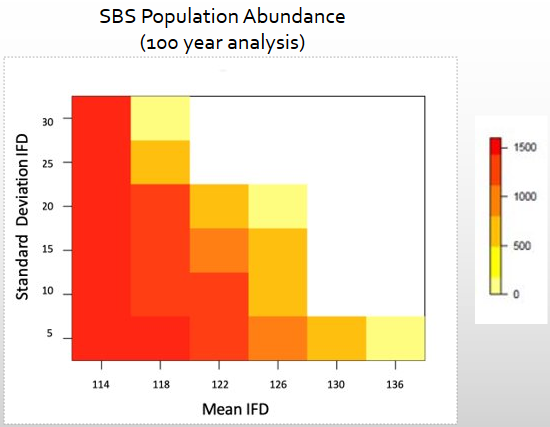 SBS Population Abundance
(100 year analysis)
Standard Deviation IFD
30
25
20
15
10
5
114 118 122 126 130 136
Mean IFD
1500
1000
500
0